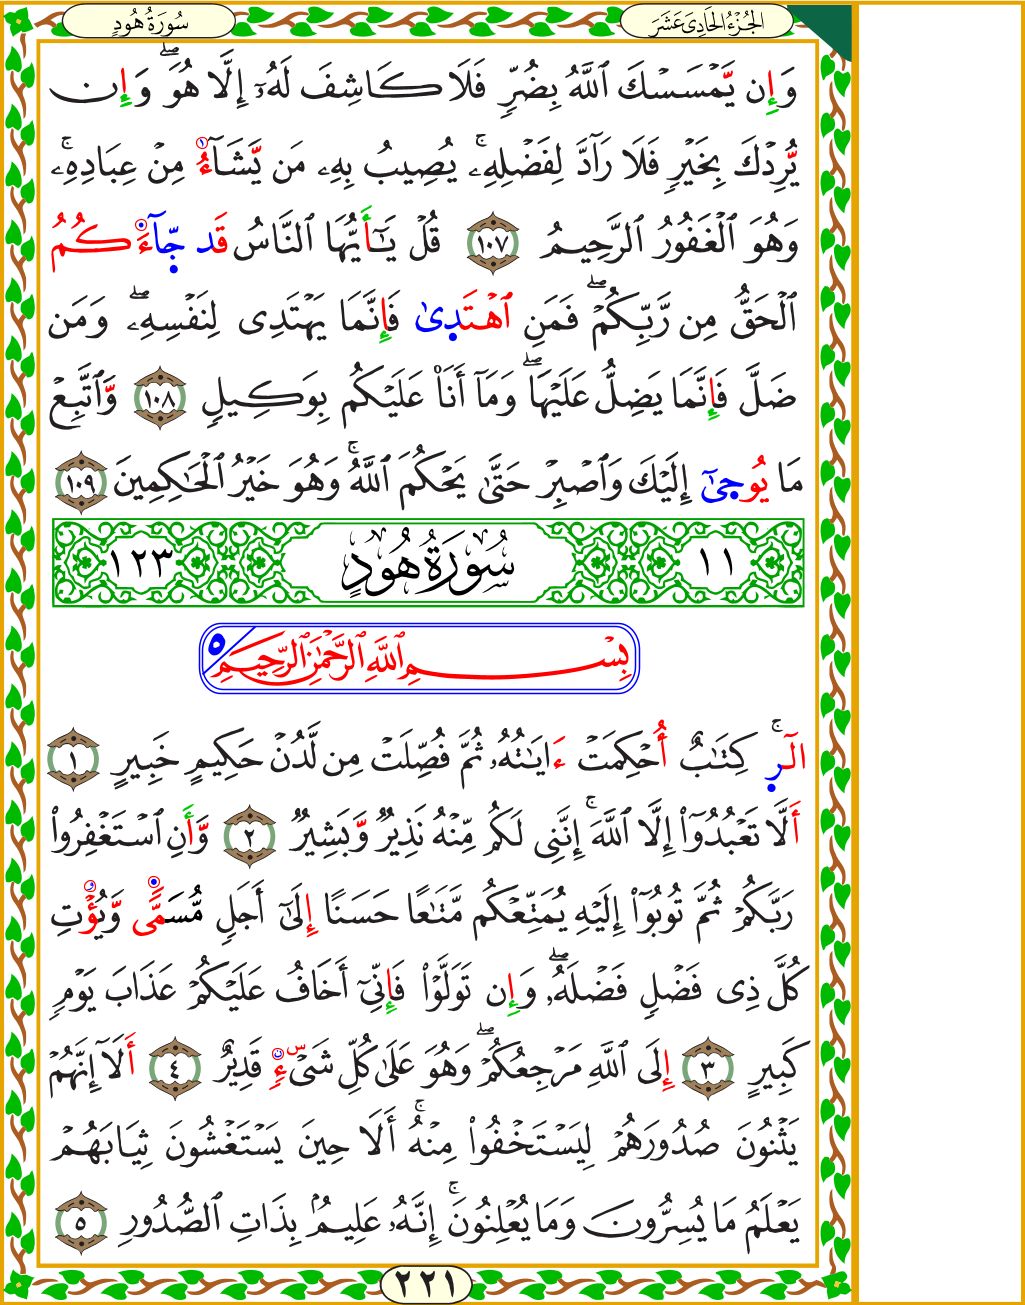 سُورَةُ هُودٍ
الجُزْءُ الحَادِيَ عَشَرَ
وَإِن يَّمْسَسْكَ ٱللَّهُ بِضُرٍّ فَلَا كَاشِفَ لَهُۥٓ إِلَّا هُوَۖ وَإِن
يُّرِدْكَ بِخَيْرٍ فَلَا رَآدَّ لِفَضْلِهِۦۚ يُصِيبُ بِهِۦ مَن يَّشَآءُ مِنْ عِبَادِهِۦۚ
وَهُوَ ٱلْغَفُورُ ٱلرَّحِيمُ ١٠٧ قُلْ يَـٰٓأَيُّهَا ٱلنَّاسُ قَد جَّآءَكُمُ
ٱلْحَقُّ مِن رَّبِّكُمْۖ فَمَنِ ٱهْتَدِىٰ فَإِنَّمَا يَهْتَدِى لِنَفْسِهِۦۖ وَمَن
ضَلَّ فَإِنَّمَا يَضِلُّ عَلَيْهَاۖ وَمَآ أَنَا۠ عَلَيْكُم بِوَكِيلٍ ١٠٨ وَّٱتَّبِعْ
مَا يُوحِىٰٓ إِلَيْكَ وَٱصْبِرْ حَتَّىٰ يَحْكُمَ ٱللَّهُۚ وَهُوَ خَيْرُ ٱلْحَـٰكِمِينَ ١٠٩
١١ سُورَةُ هُودٍ ١٢٣
بِسْمِ ٱللَّهِ ٱلرَّحْمَـٰنِ ٱلرَّحِيمِ ٥
الٓرۚ كِتَـٰبٌ أُحْكِمَتْ ءَايَـٰتُهُۥ ثُمَّ فُصِّلَتْ مِن لَّدُنْ حَكِيمٍ خَبِيرٍ ١
أَلَّا تَعْبُدُوٓا۟ إِلَّا ٱللَّهَۚ إِنَّنِى لَكُم مِّنْهُ نَذِيرٌ وَّبَشِيرٌ ٢ وَّأَنِ ٱسْتَغْفِرُوا۟
رَبَّكُمْ ثُمَّ تُوبُوٓا۟ إِلَيْهِ يُمَتِّعْكُم مَّتَـٰعًا حَسَنًا إِلَىٰٓ أَجَلٍ مُّسَمًّى وَّيُؤْتِ
كُلَّ ذِى فَضْلٍ فَضْلَهُۥۖ وَإِن تَوَلَّوْا۟ فَإِنِّىٓ أَخَافُ عَلَيْكُمْ عَذَابَ يَوْمٍ
كَبِيرٍ ٣ إِلَى ٱللَّهِ مَرْجِعُكُمْۖ وَهُوَ عَلَىٰ كُلِّ شَىْءٍ قَدِيرٌ ٤ أَلَآ إِنَّهُمْ
يَثْنُونَ صُدُورَهُمْ لِيَسْتَخْفُوا۟ مِنْهُۚ أَلَا حِينَ يَسْتَغْشُونَ ثِيَابَهُمْ
يَعْلَمُ مَا يُسِرُّونَ وَمَا يُعْلِنُونَۚ إِنَّهُۥ عَلِيمٌۢ بِذَاتِ ٱلصُّدُورِ ٥
٢٢١